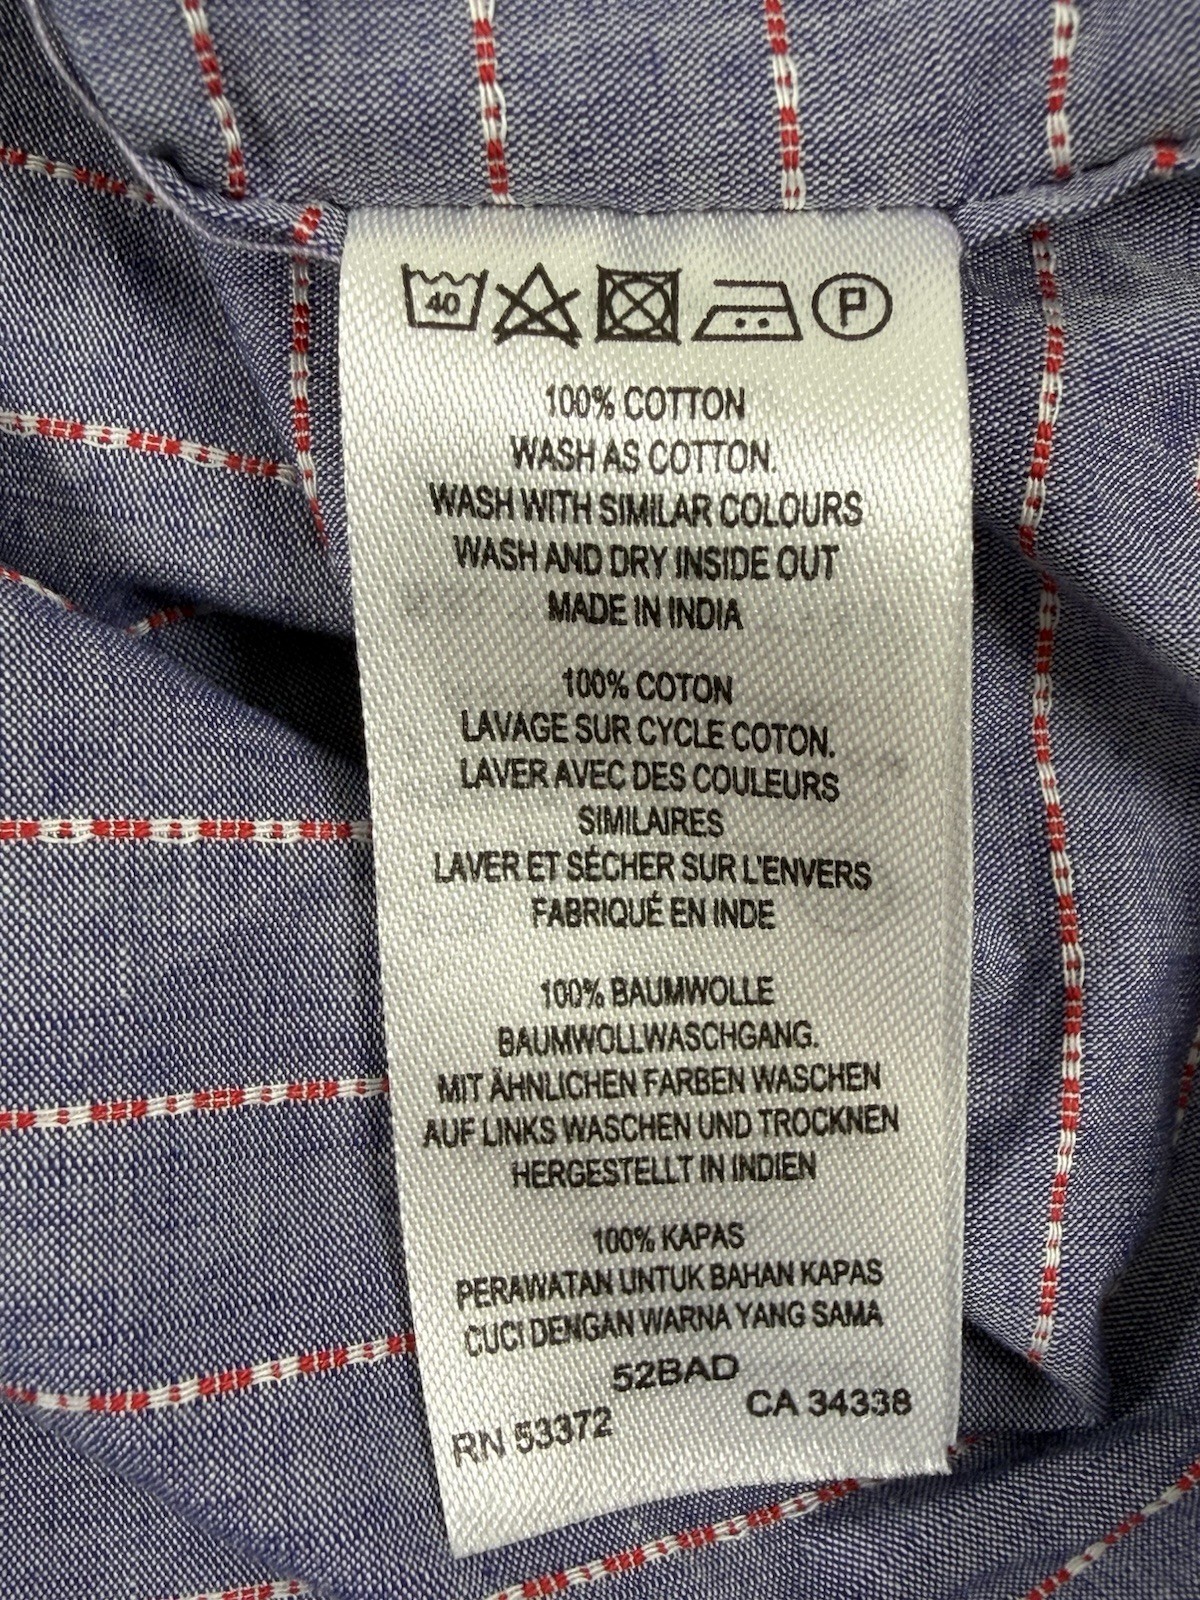 40
P
100% COTTON
WASH AS COTTON.
WASH WITH SIMILAR COLOURS
WASH AND DRY INSIDE OUT
MADE IN INDIA
100% COTON
LAVAGE SUR CYCLE COTON.
LAVER AVEC DES COULEURS
SIMILAIRES
LAVER ET SÉCHER SUR L'ENVERS
FABRIQUÉ EN INDE
100% BAUMWOLLE
BAUMWOLLWASCHGANG.
MIT ÄHNLICHEN FARBEN WASCHEN
AUF LINKS WASCHEN UND TROCKNEN
HERGESTELLT IN INDIEN
100% KAPAS
PERAWATAN UNTUK BAHAN KAPAS
CUCI DENGAN WARNA YANG SAMA
52BAD
RN 53372 CA 34338